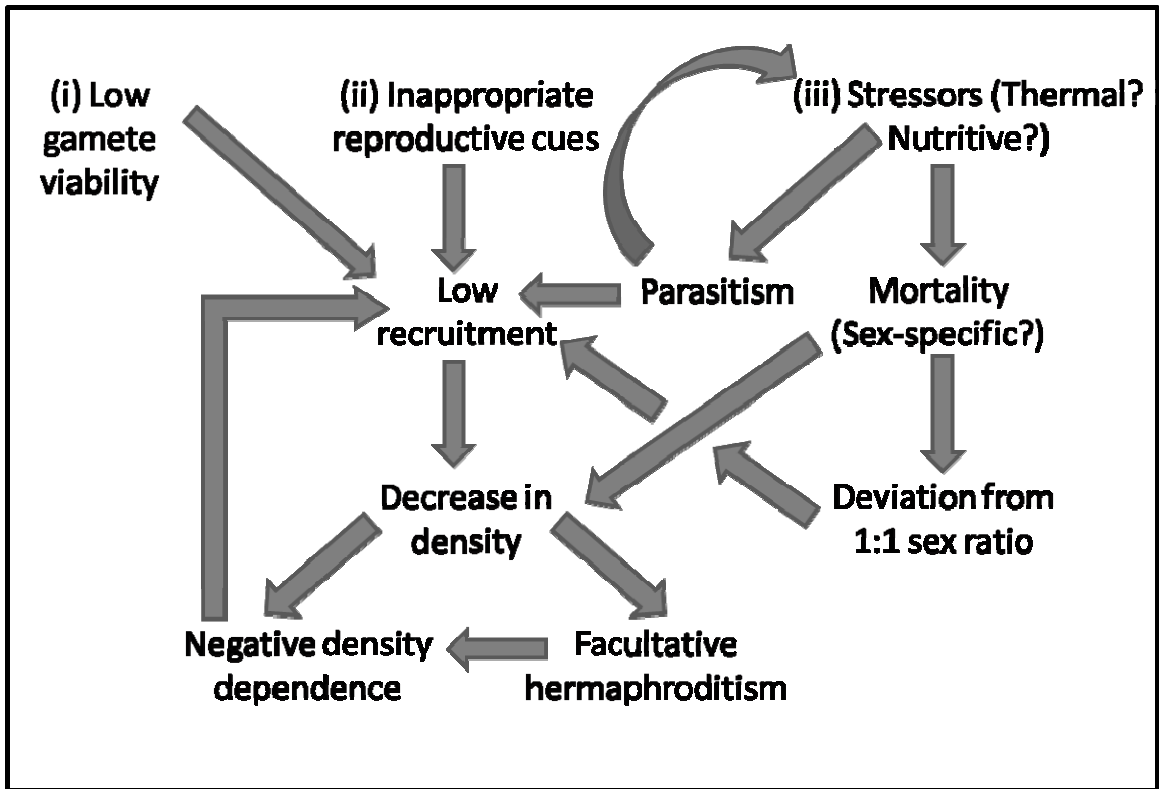 (i) Low
gamete
viability
(ii) Inappropriate
reproductive cues
(iii) Stressors (Thermal?
Nutritive?)
Low
recruitment
Parasitism
Mortality
(Sex-specific?)
Decrease in
density
Deviation from
1:1 sex ratio
Negative density
dependence
Facultative
hermaphroditism